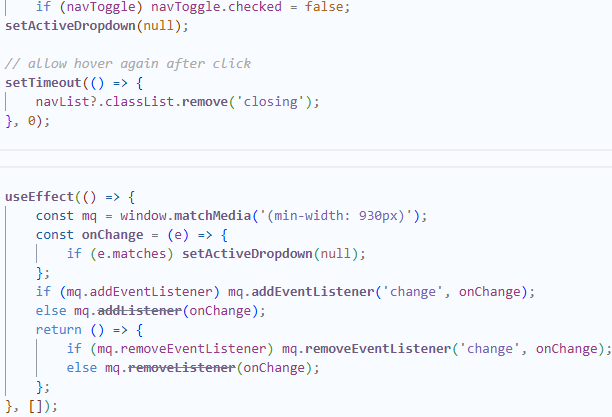 if (navToggle) navToggle.checked = false;
setActiveDropdown(null);
// allow hover again after click
setTimeout(() => {
navList?.classList.remove('closing');
}, 0);
useEffect(() => {
const mq = window.matchMedia('(min-width: 930px)');
const onChange = (e) => {
if (e.matches) setActiveDropdown(null);
};
if (mq.addEventListener) mq.addEventListener('change', onChange);
else mq.addListener(onChange);
return () => {
if (mq.removeEventListener) mq.removeEventListener('change', onChange);
else mq.removeListener(onChange);
};
}, []);